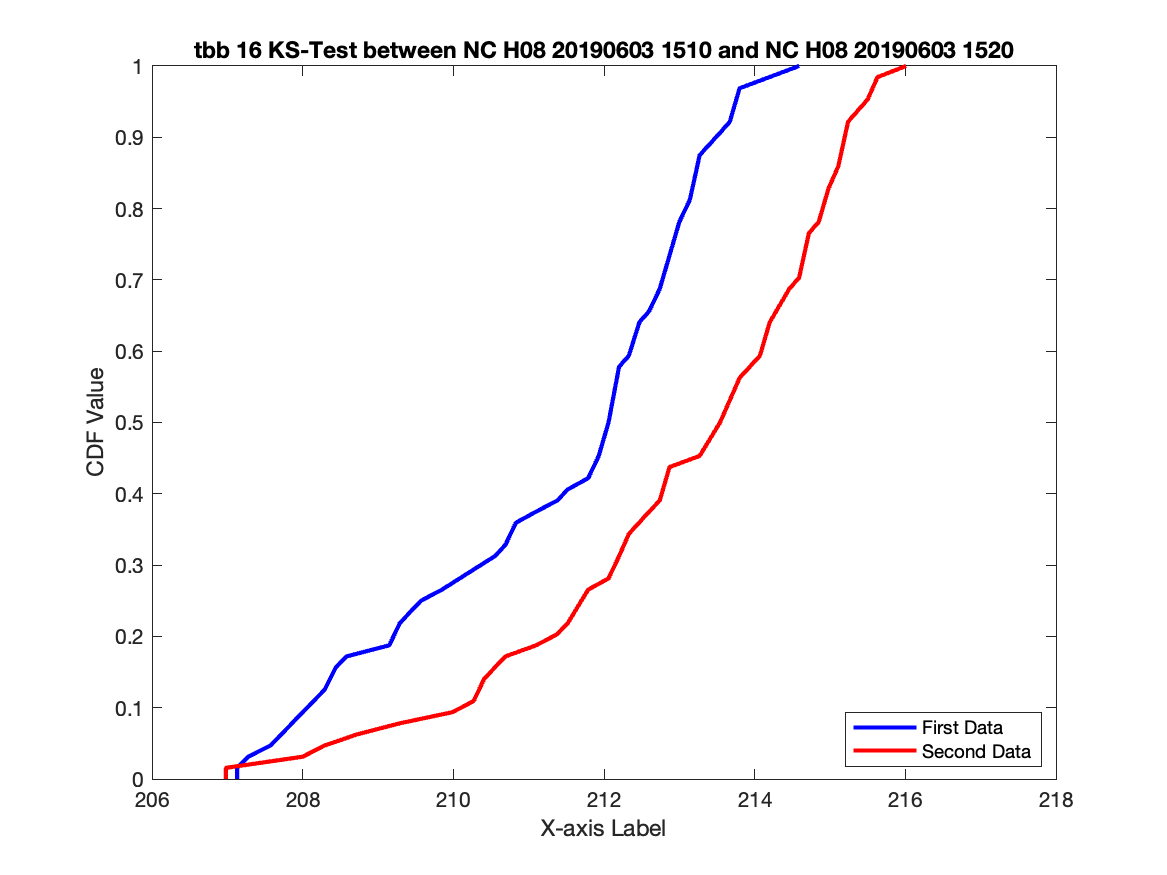 tbb 16 KS-Test between NC H08 20190603 1510 and NC H08 20190603 1520
1
0.9
0.8
0.7
0.6
0.5
0.4
0.3
0.2
0.1
0
CDF Value
First Data
Second Data
206 208 210 212 214 216 218
X-axis Label